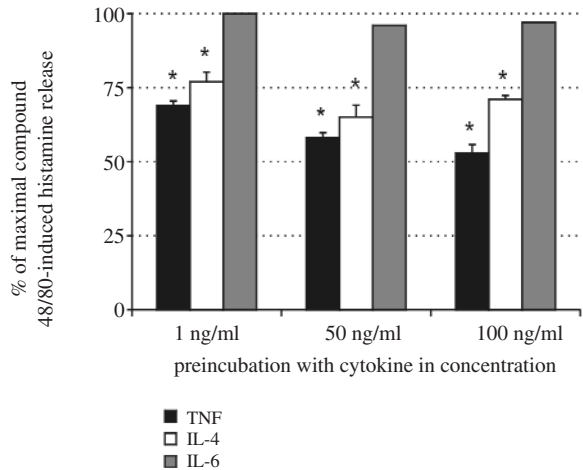 % of maximal compound
48/80-induced histamine release
100
75
50
25
0
* * * * * *
1 ng/ml 50 ng/ml 100 ng/ml
preincubation with cytokine in concentration
TNF
IL-4
IL-6